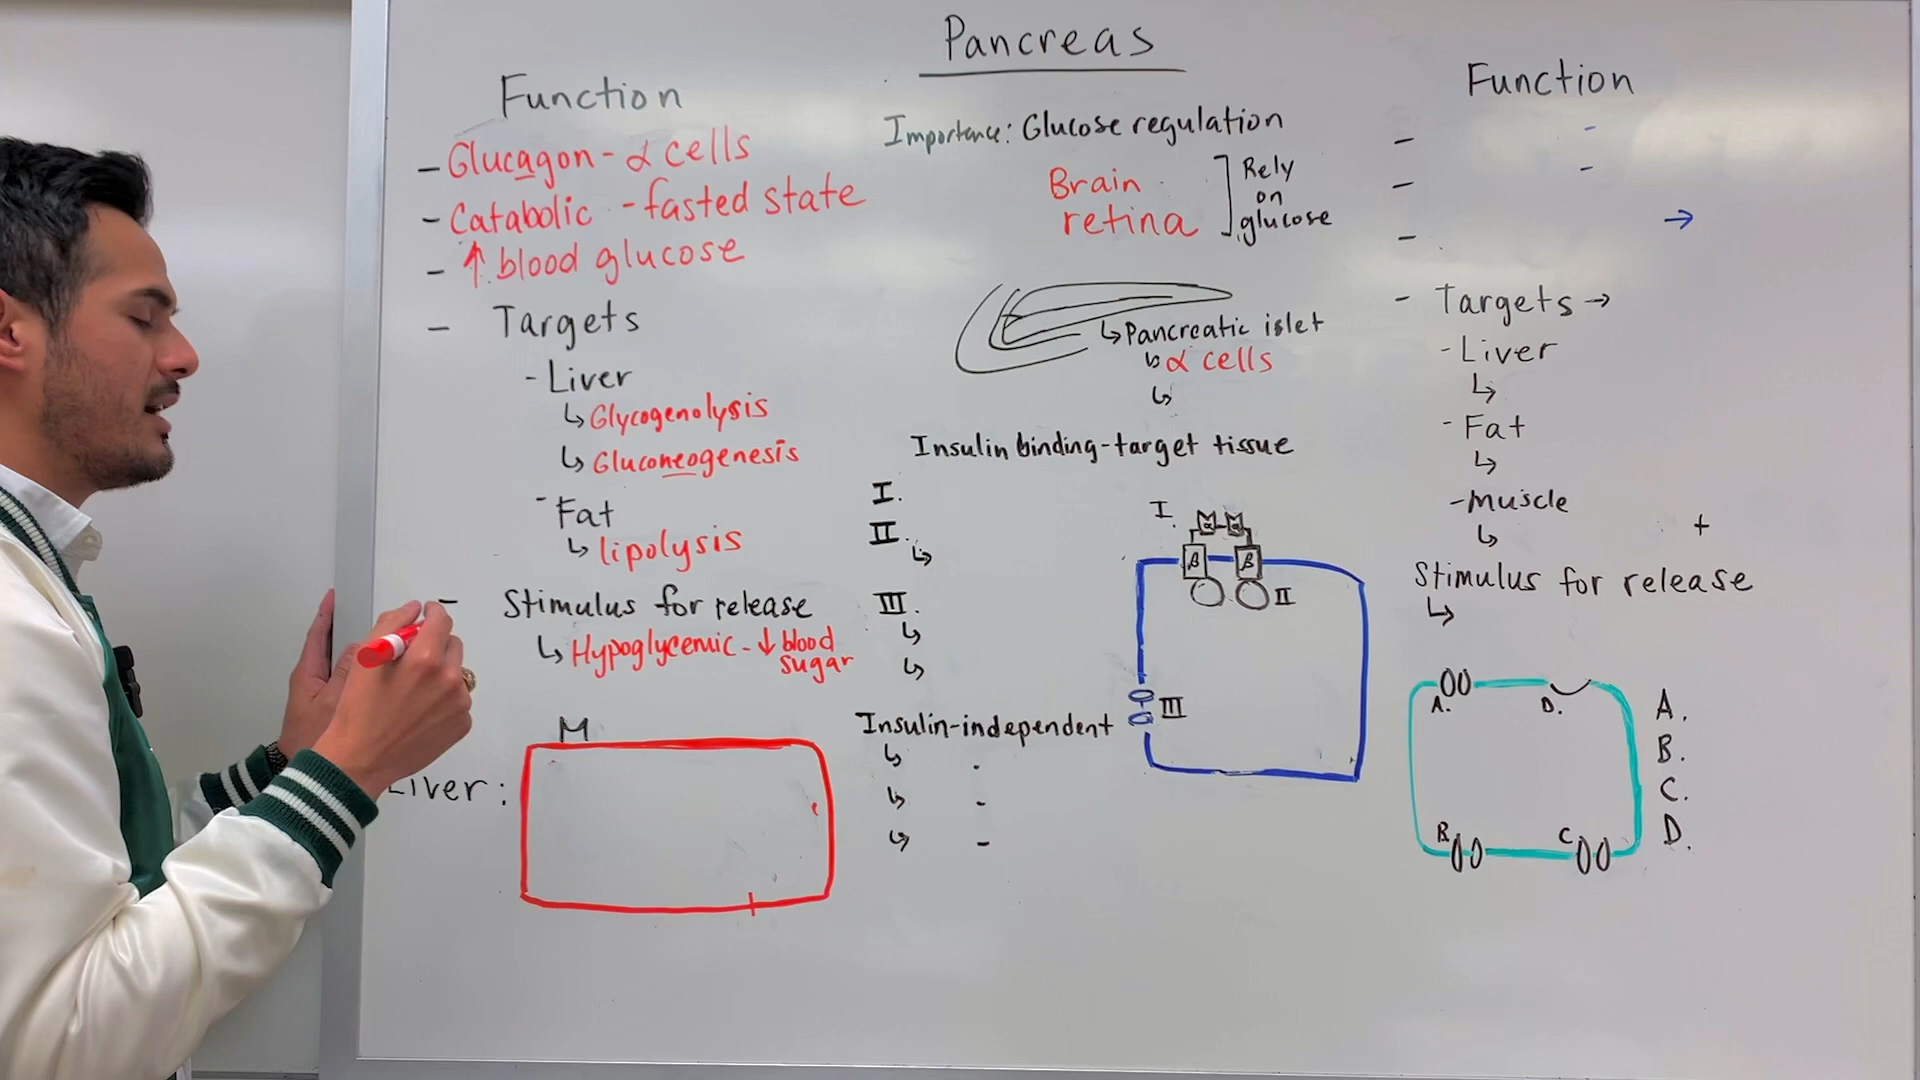 Pancreas
Function
- Glucagon - α cells
- Catabolic - fasted state
- ↑ blood glucose
- Targets
- Liver
↳ Glycogenolysis
↳ Gluconeogenesis
- Fat
↳ lipolysis
- Stimulus for release
↳ Hypoglycemic - ↓ blood
sugar
M
Liver:
Importance: Glucose regulation
Brain
retina
Rely
on
glucose
↳ Pancreatic islet
↳ α cells
↳
Insulin binding - target tissue
I.
II.
↳
III.
↳
↳
I.
α-α
β β
II
III
Insulin-independent
↳ -
↳ -
↳ -
Function
- -
- -
- →
- Targets →
- Liver
↳
- Fat
↳
- Muscle
↳ +
Stimulus for release
↳
A. D.
B C
A.
B.
C.
D.